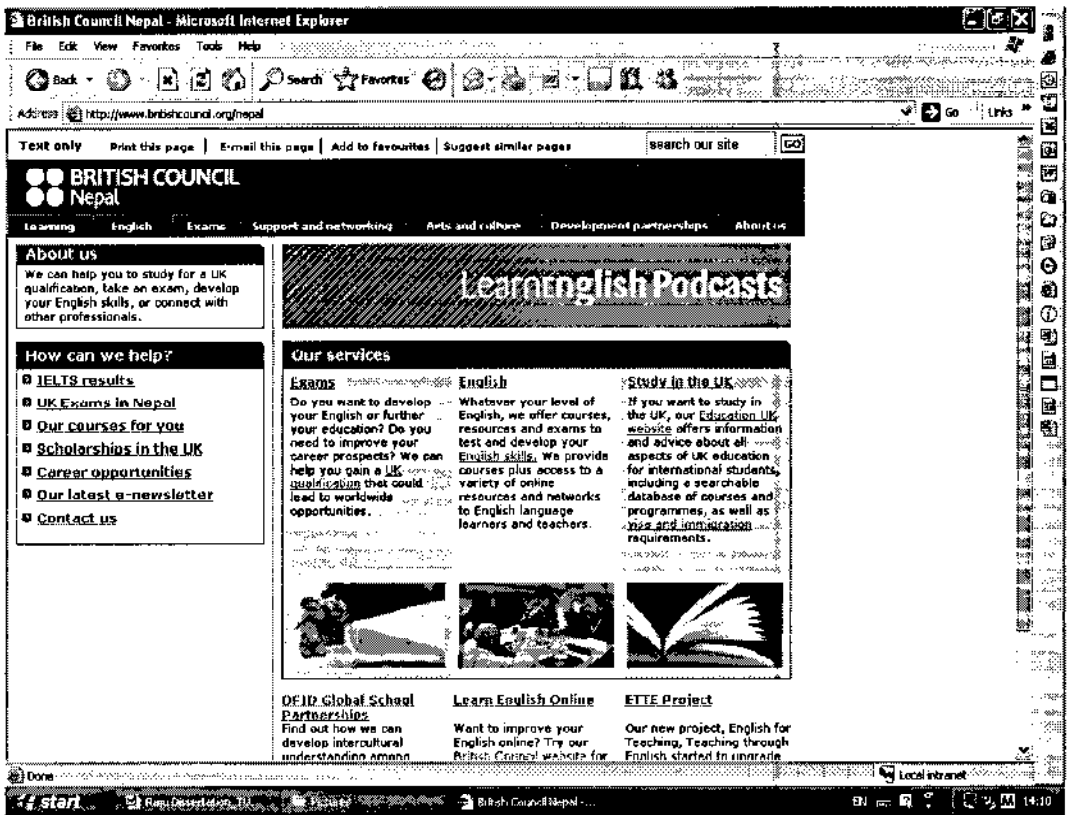 British Council Nepal - Microsoft Internet Explorer
File Edit View Favorites Tools Help
Back Search Favorites
Address http://www.britishcouncil.org/nepal Go Links
Text only Print this page E-mail this page Add to favourites Suggest similar pages search our site GO
BRITISH COUNCIL
Nepal
Learning English Exams Support and networking Arts and culture Development partnerships About us
About us
We can help you to study for a UK
qualification, take an exam, develop
your English skills, or connect with
other professionals.
LearnEnglish Podcasts
How can we help?
IELTS results
UK Exams in Nepal
Our courses for you
Scholarships in the UK
Career opportunities
Our latest e-newsletter
Contact us
Our services
Exams
Do you want to develop
your English or further
your education? Do you
need to improve your
career prospects? We can
help you gain a UK
qualification that could
lead to worldwide
opportunities.
English
Whatever your level of
English, we offer courses,
resources and exams to
test and develop your
English skills. We provide
courses plus access to a
variety of online
resources and networks
to English language
learners and teachers.
Study in the UK
If you want to study in
the UK, our Education UK
website offers information
and advice about all
aspects of UK education
for international students,
including a searchable
database of courses and
programmes, as well as
visa and immigration
requirements.
DFID Global School
Partnerships
Find out how we can
develop intercultural
understanding among
Learn English Online
Want to improve your
English online? Try our
British Council website for
ETTE Project
Our new project, English for
Teaching, Teaching through
English started to upgrade
Done Local intranet
start Pictures British Council Nepal - ... EN 14:10